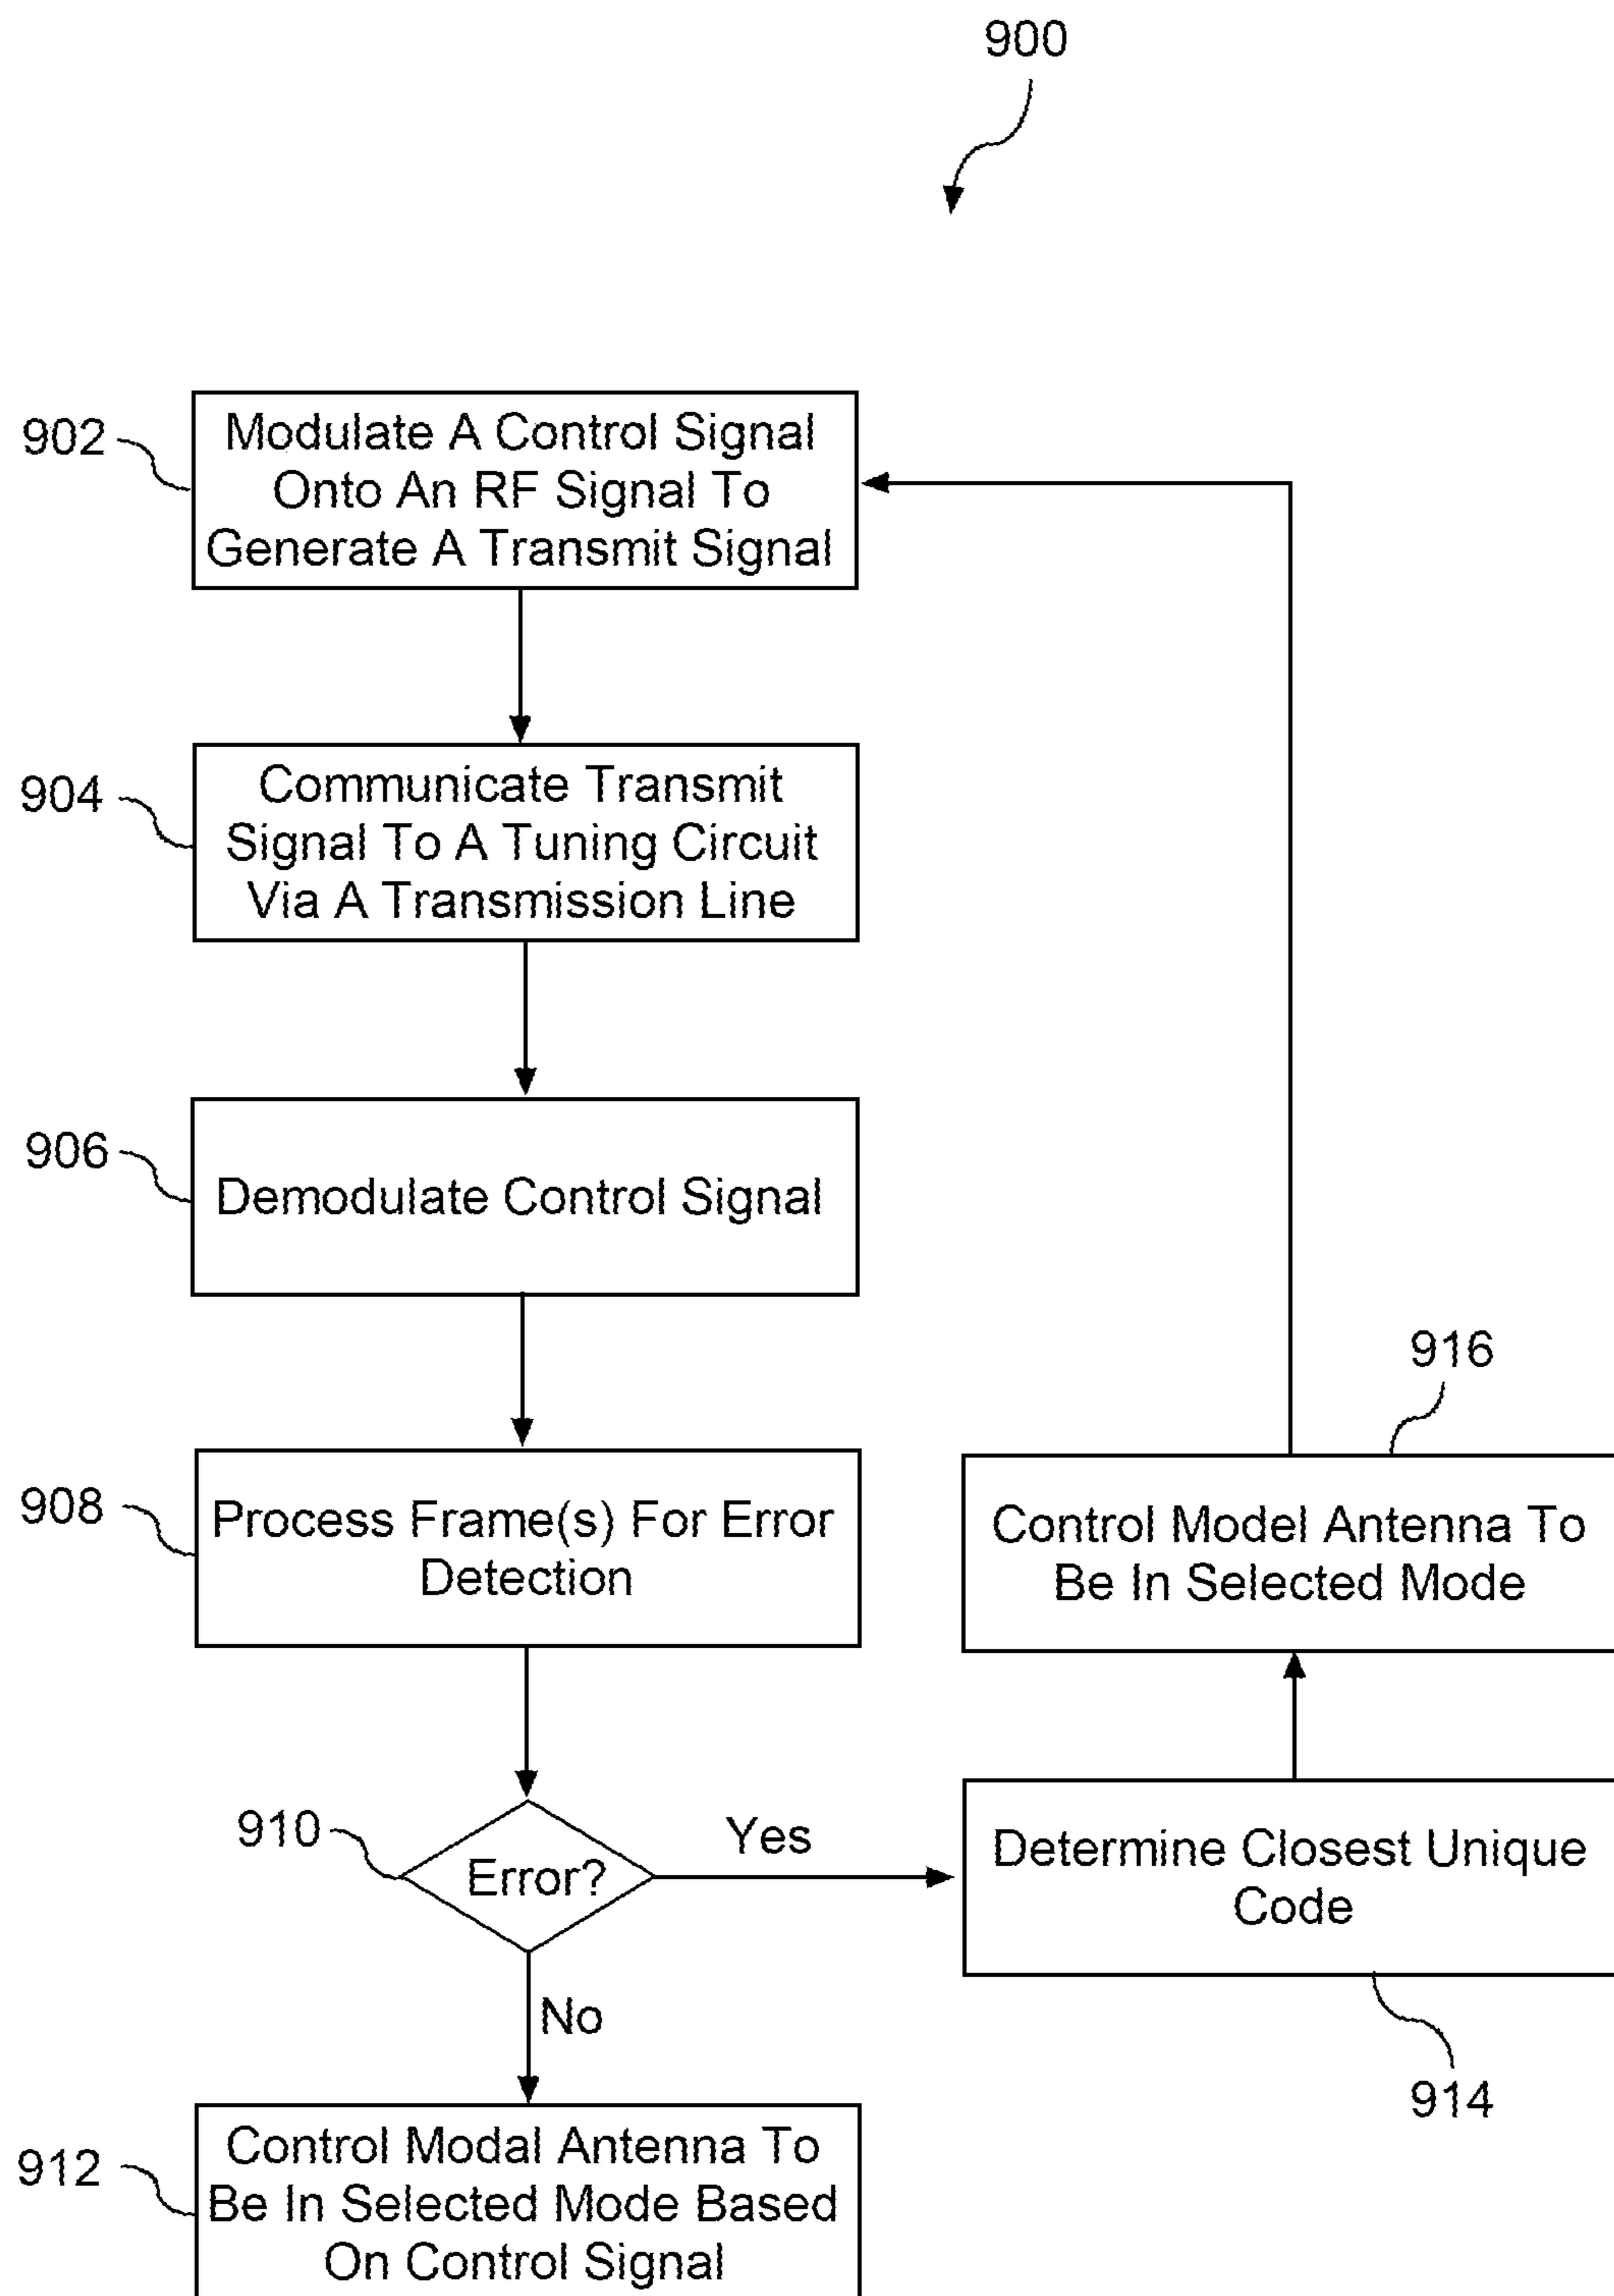 900
902
Modulate A Control Signal
Onto An RF Signal To
Generate A Transmit Signal
904
Communicate Transmit
Signal To A Tuning Circuit
Via A Transmission Line
906
Demodulate Control Signal
908
Process Frame(s) For Error
Detection
916
Control Model Antenna To
Be In Selected Mode
910
Error?
Yes
Determine Closest Unique
Code
914
No
912
Control Modal Antenna To
Be In Selected Mode Based
On Control Signal